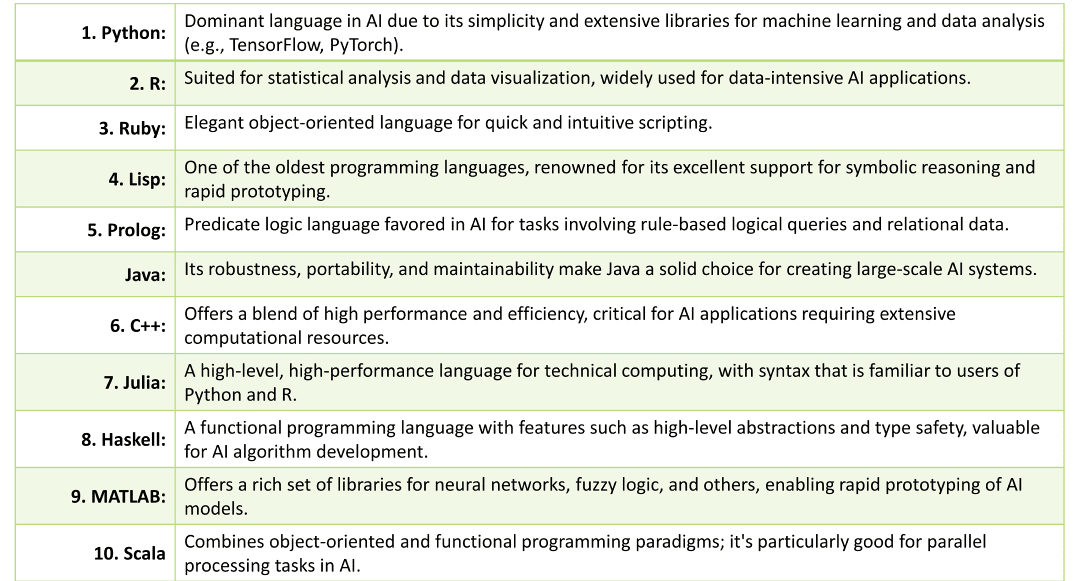 1. Python:
Dominant language in AI due to its simplicity and extensive libraries for machine learning and data analysis
(e.g., TensorFlow, PyTorch).
2. R:
Suited for statistical analysis and data visualization, widely used for data-intensive AI applications.
3. Ruby:
Elegant object-oriented language for quick and intuitive scripting.
4. Lisp:
One of the oldest programming languages, renowned for its excellent support for symbolic reasoning and
rapid prototyping.
5. Prolog:
Predicate logic language favored in AI for tasks involving rule-based logical queries and relational data.
Java:
Its robustness, portability, and maintainability make Java a solid choice for creating large-scale AI systems.
6. C++:
Offers a blend of high performance and efficiency, critical for AI applications requiring extensive
computational resources.
7. Julia:
A high-level, high-performance language for technical computing, with syntax that is familiar to users of
Python and R.
8. Haskell:
A functional programming language with features such as high-level abstractions and type safety, valuable
for AI algorithm development.
9. MATLAB:
Offers a rich set of libraries for neural networks, fuzzy logic, and others, enabling rapid prototyping of AI
models.
10. Scala
Combines object-oriented and functional programming paradigms; it's particularly good for parallel
processing tasks in AI.